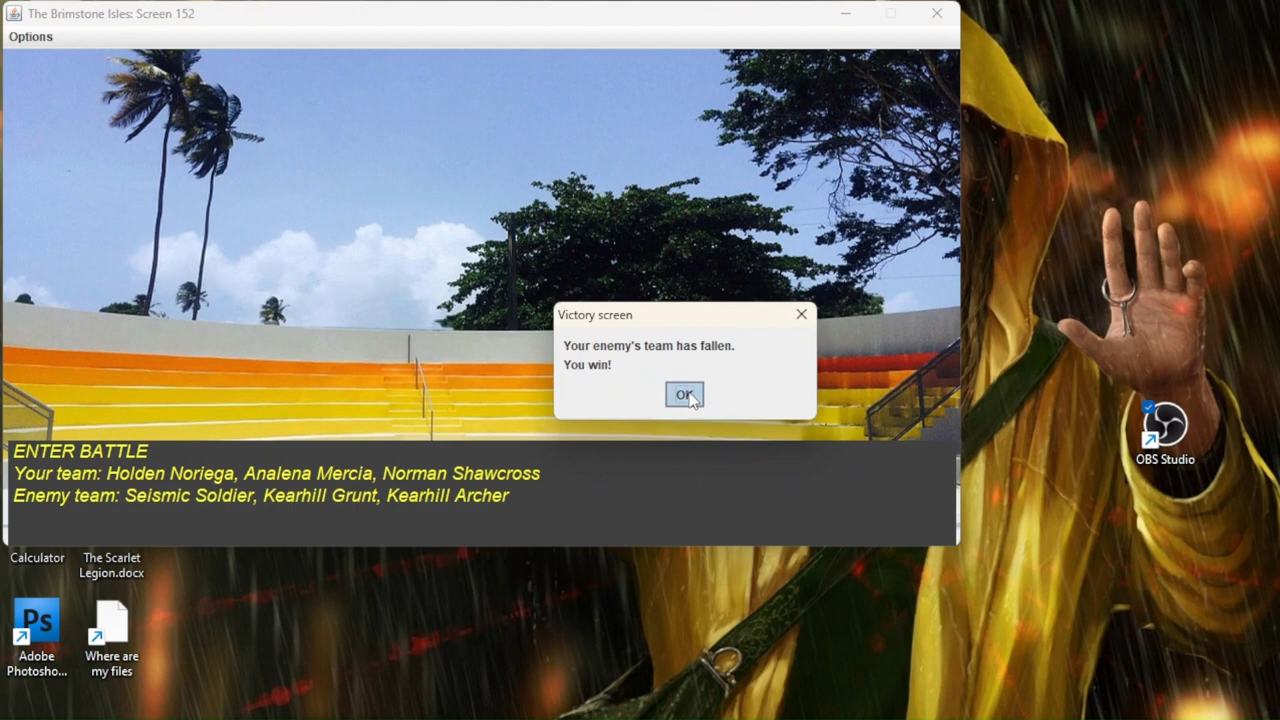 The Brimstone Isles: Screen 152
Options
Victory screen
Your enemy's team has fallen.
You win!
OK
ENTER BATTLE
Your team: Holden Noriega, Analena Mercia, Norman Shawcross
Enemy team: Seismic Soldier, Kearhill Grunt, Kearhill Archer
OBS Studio
Calculator
The Scarlet
Legion.docx
Ps
Adobe
Photosho...
Where are
my files